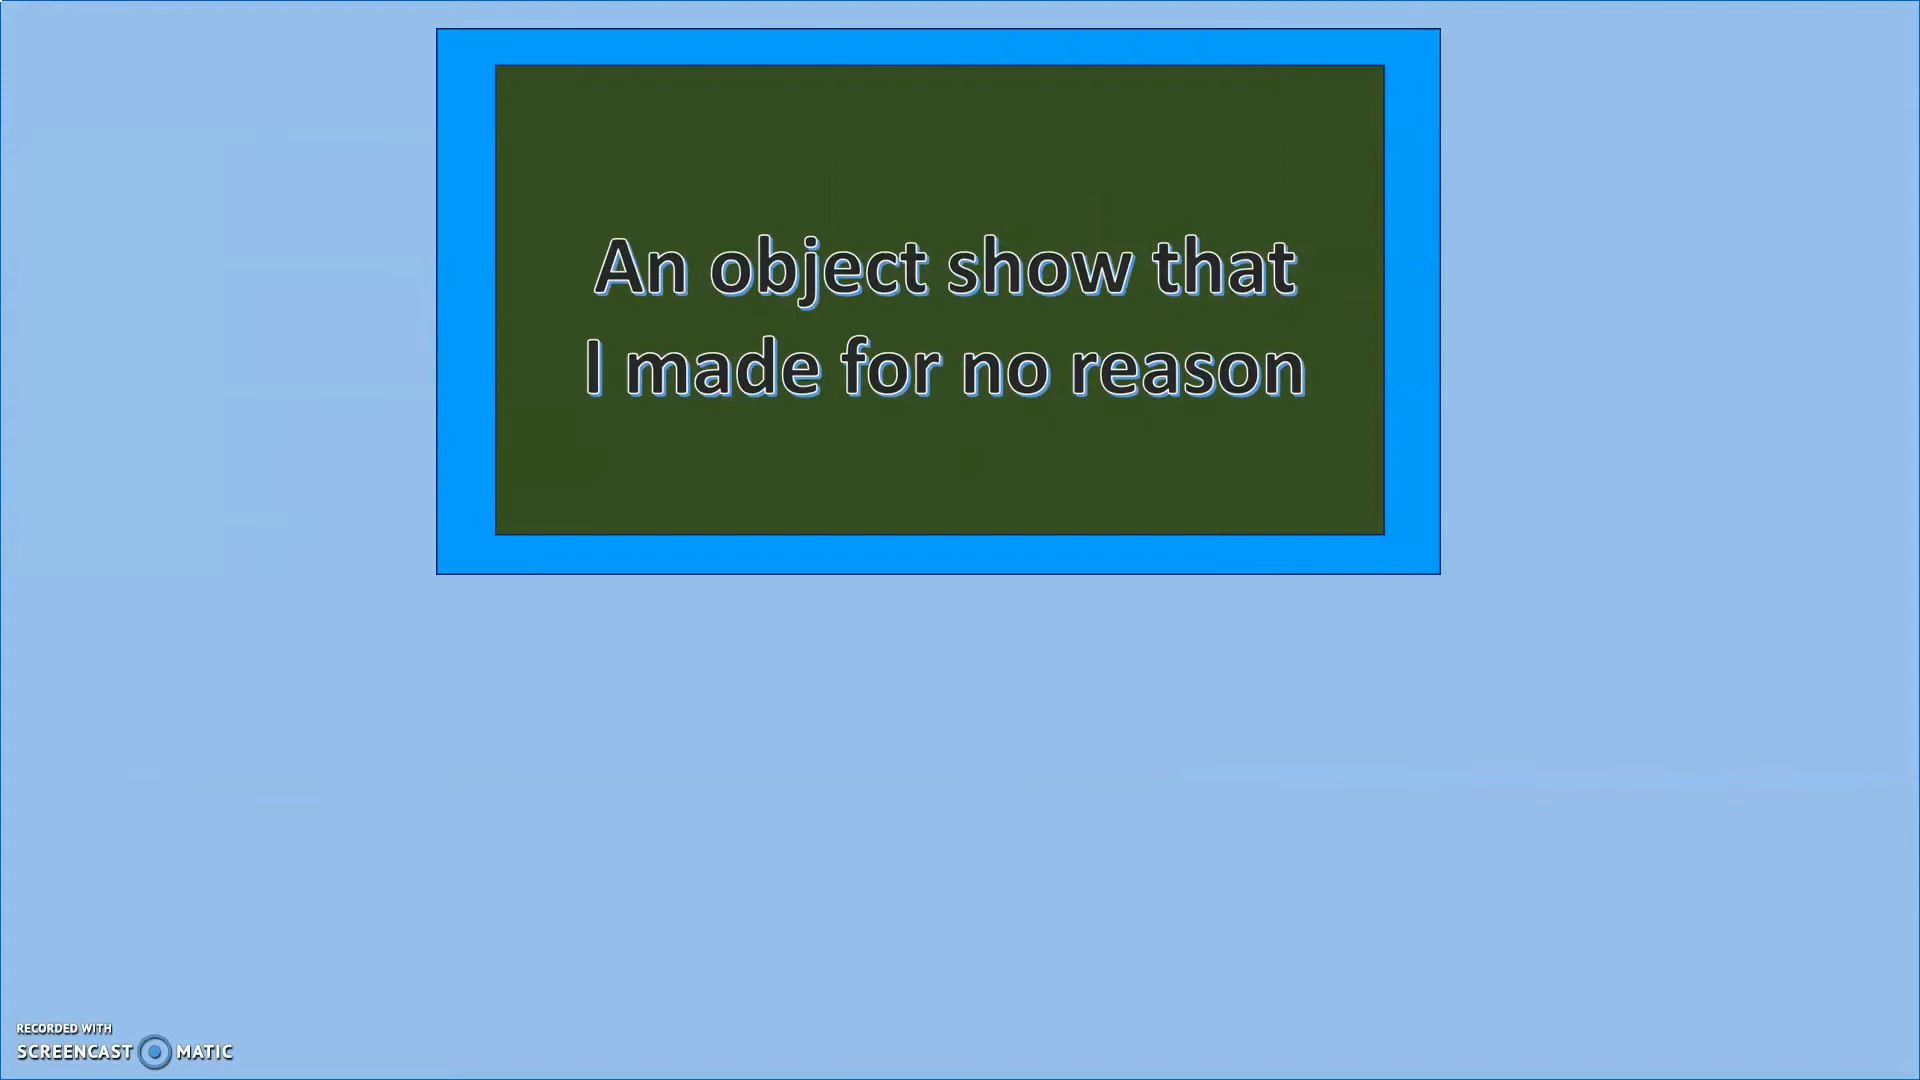 An object show that
I made for no reason
RECORDED WITH
SCREENCAST MATIC